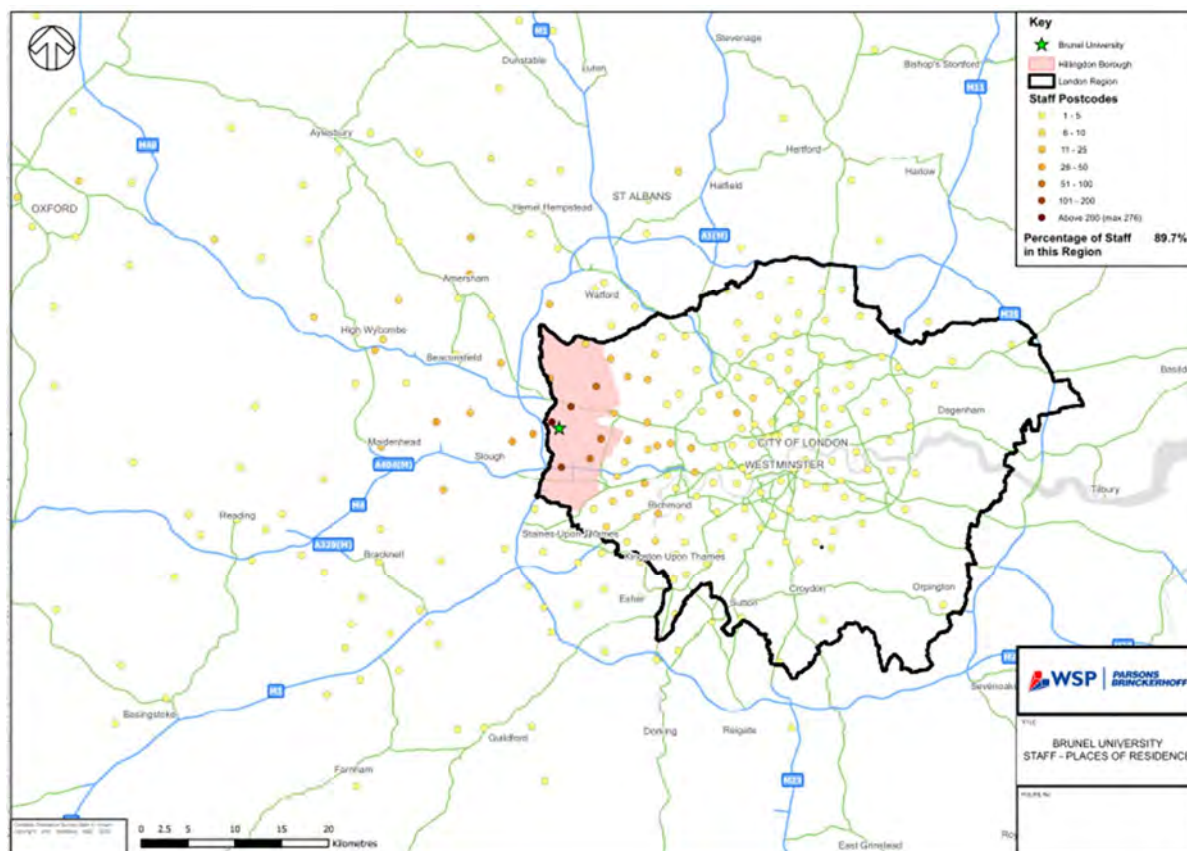 Key
Brunel University
Hillingdon Borough
London Region
Staff Postcodes
1 - 5
6 - 10
11 - 25
26 - 50
51 - 100
101 - 200
Above 200 (max 276)
Percentage of Staff 89.7%
in this Region
M1
Stevenage
Dunstable
Luton
Bishop's Stortford
M11
Aylesbury
M40
Hertford
Harlow
Hatfield
ST ALBANS
OXFORD
Hemel Hempstead
A1(M)
Amersham
Watford
M25
High Wycombe
Beaconsfield
Basild
Dagenham
CITY OF LONDON
Maidenhead
Slough
A404(M)
WESTMINSTER
Tilbury
Richmond
M4
Reading
Staines-Upon-Thames
A329(M)
Bracknell
Kingston Upon Thames
Esher
Sutton
Croydon
Orpington
M3
Sevenoaks
Basingstoke
Guildford
Dorking
Reigate
Farnham
M23
East Grinstead
WSP PARSONS
BRINCKERHOFF
TITLE
BRUNEL UNIVERSITY
STAFF - PLACES OF RESIDENCE
0 2.5 5 10 15 20
Kilometres